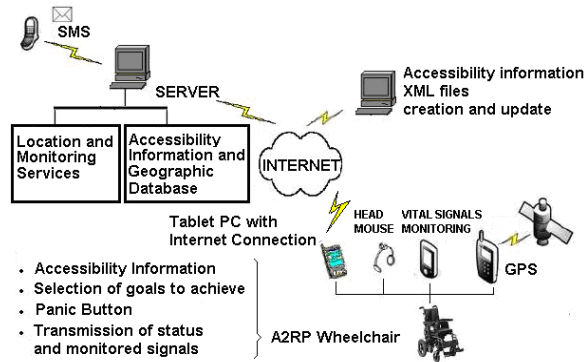 SMS
SERVER
Location and
Monitoring
Services
Accessibility
Information and
Geographic
Database
INTERNET
Accessibility information
XML files
creation and update
Tablet PC with
Internet Connection
HEAD
MOUSE
VITAL SIGNALS
MONITORING
GPS
• Accessibility Information
• Selection of goals to achieve
• Panic Button
• Transmission of status
and monitored signals
A2RP Wheelchair